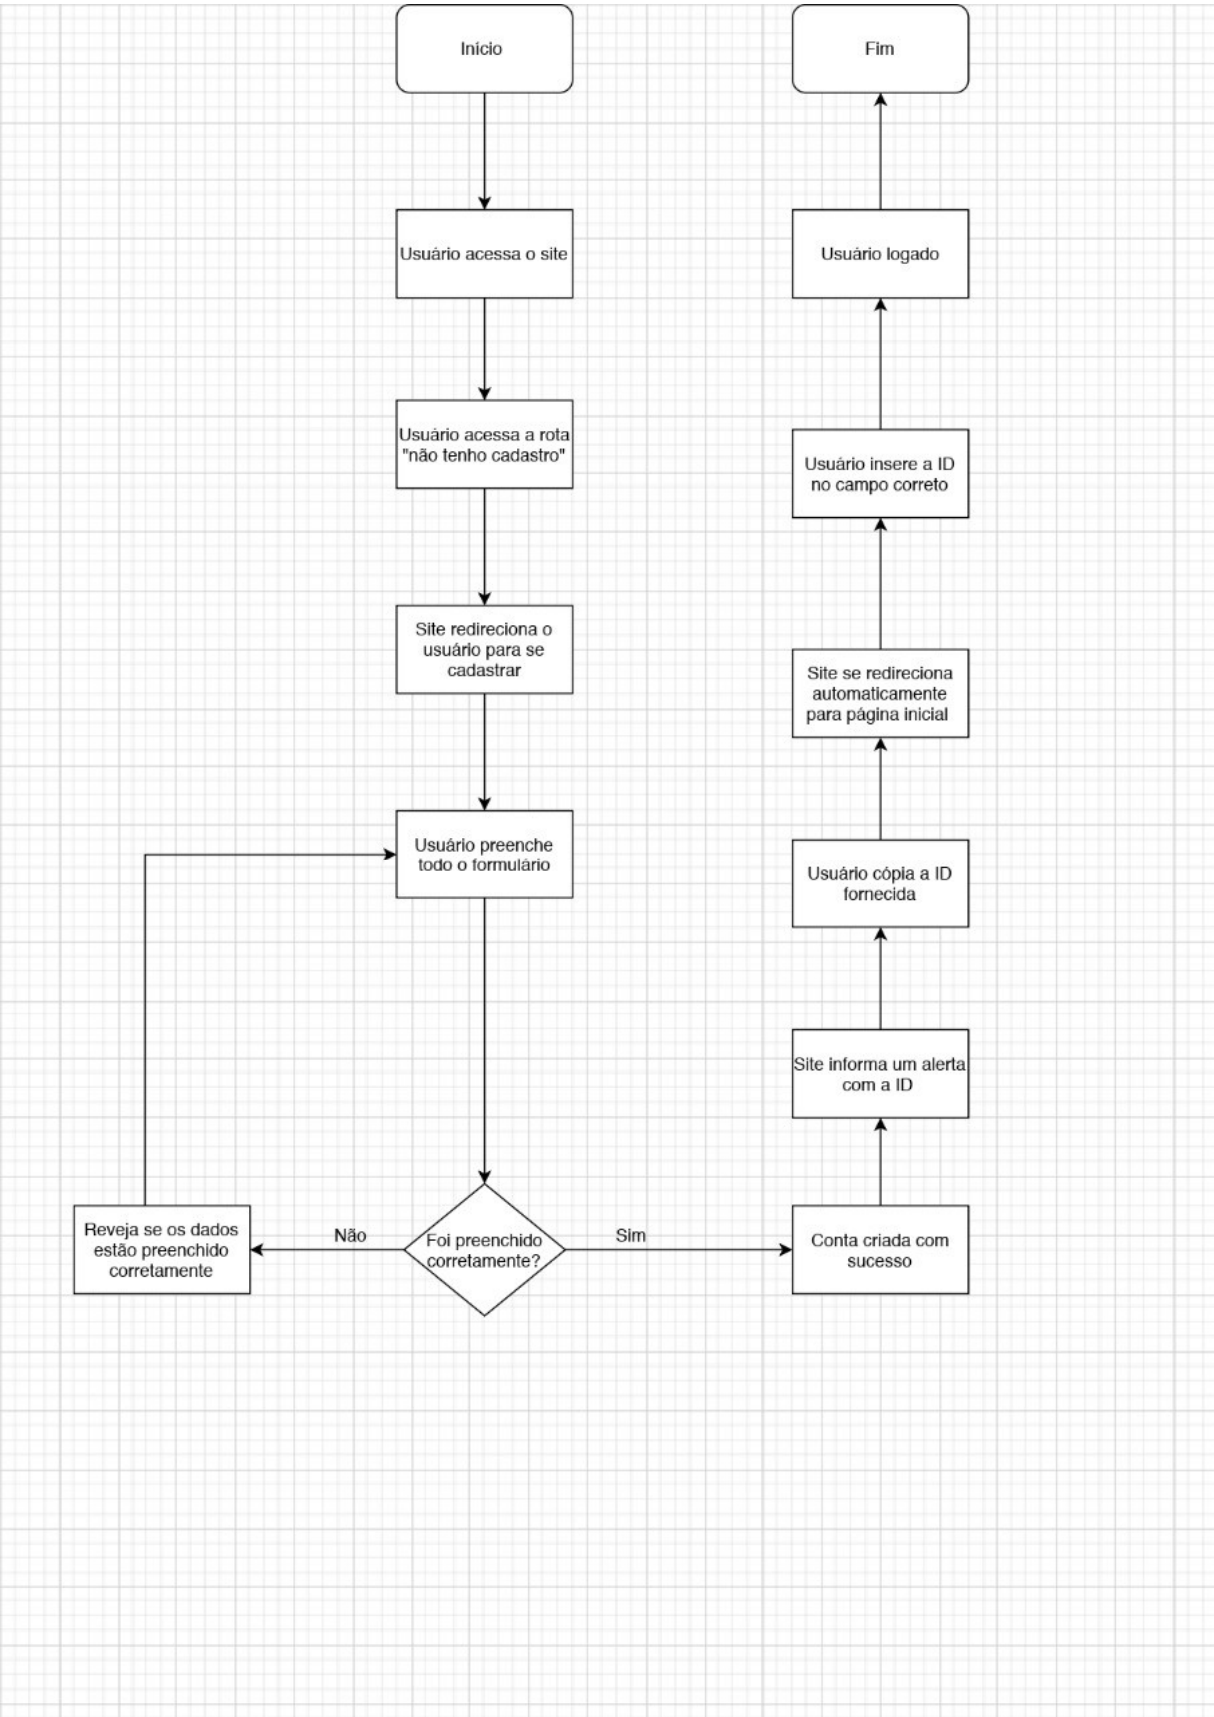 Início
Usuário acessa o site
Usuário acessa a rota
"não tenho cadastro"
Site redireciona o
usuário para se
cadastrar
Usuário preenche
todo o formulário
Foi preenchido
corretamente?
Não
Reveja se os dados
estão preenchido
corretamente
Sim
Conta criada com
sucesso
Site informa um alerta
com a ID
Usuário cópia a ID
fornecida
Site se redireciona
automaticamente
para página inicial
Usuário insere a ID
no campo correto
Usuário logado
Fim